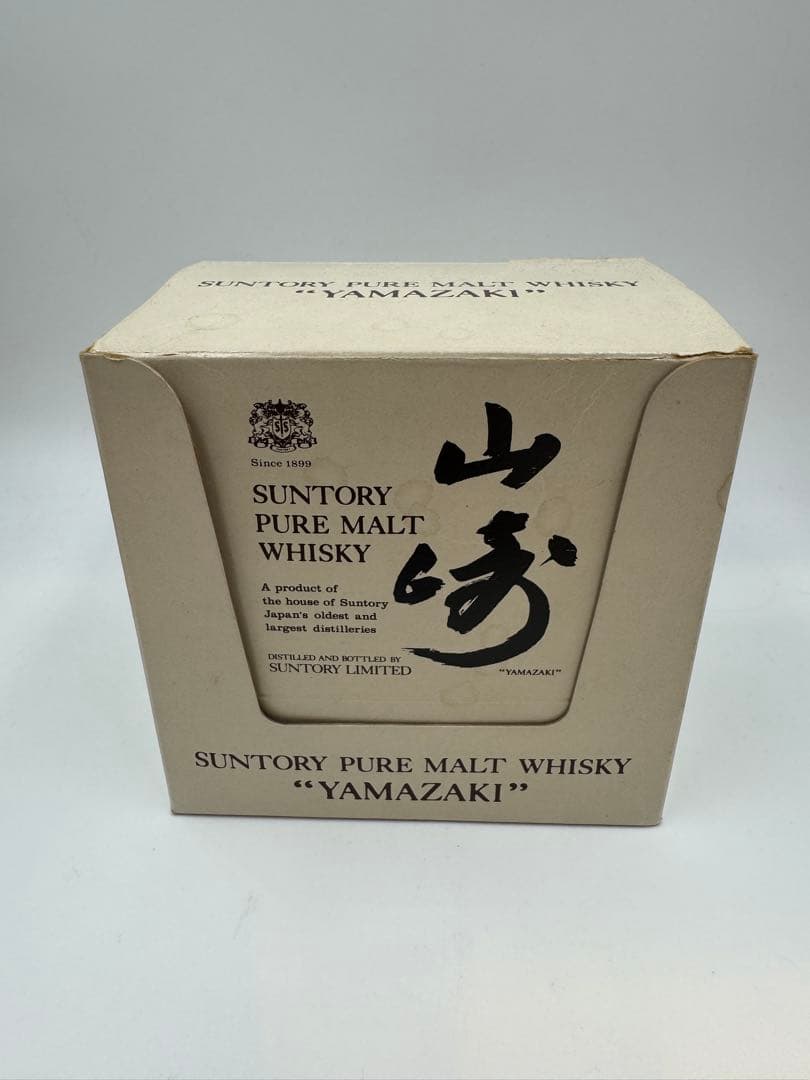 SUNTORY PURE MALT WHISKY
“YAMAZAKI”
Since 1899
SUNTORY
PURE MALT
WHISKY
A product of
the house of Suntory
Japan's oldest and
largest distilleries
DISTILLED AND BOTTLED BY
SUNTORY LIMITED
山崎
"YAMAZAKI"
SUNTORY PURE MALT WHISKY
“YAMAZAKI”